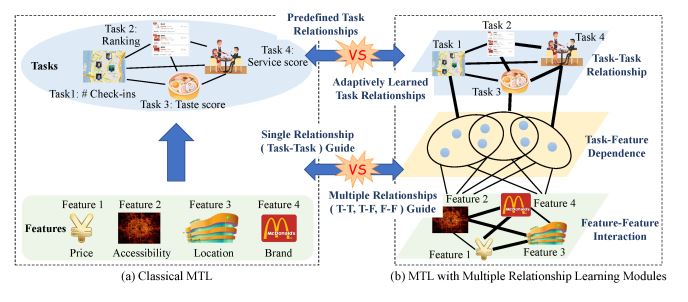 Predefined Task
Relationships
VS
Adaptively Learned
Task Relationships
Task 2:
Ranking
Tasks
Task 4:
Service score
Task1: # Check-ins
Task 3: Taste score
Single Relationship
( Task-Task ) Guide
VS
Multiple Relationships
( T-T, T-F, F-F ) Guide
Feature 1
Feature 2
Feature 3
Feature 4
Features
McDonald's
Price
Accessibility
Location
Brand
(a) Classical MTL
Task 2
Task 1
Task 4
Task 3
Task-Task
Relationship
Task-Feature
Dependence
Feature 2
McDonald's
Feature 4
Feature-Feature
Interaction
Feature 1
Feature 3
(b) MTL with Multiple Relationship Learning Modules